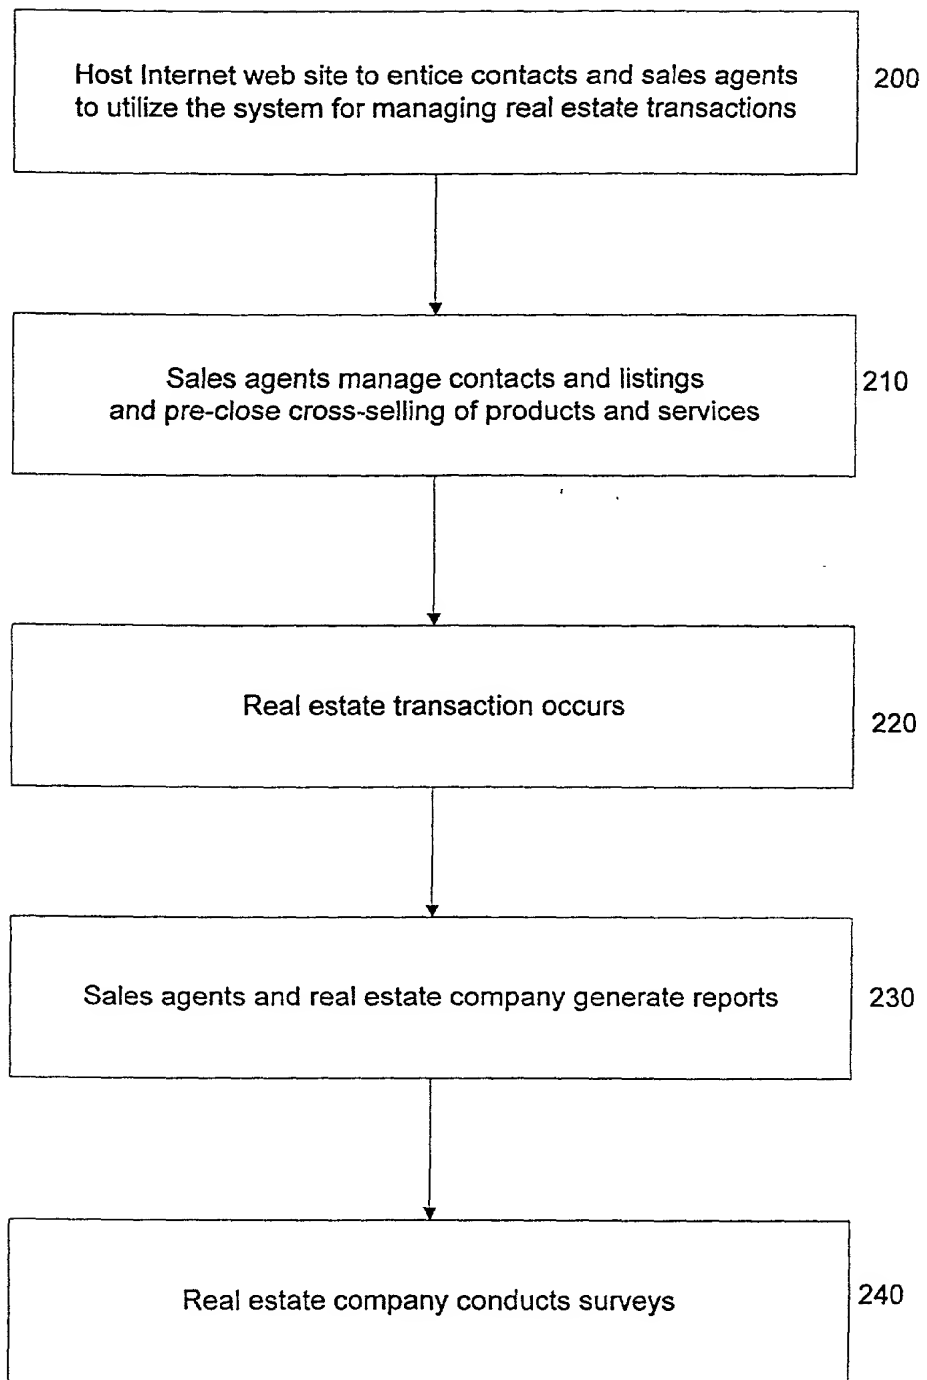 Host Internet web site to entice contacts and sales agents
to utilize the system for managing real estate transactions
200
Sales agents manage contacts and listings
and pre-close cross-selling of products and services
210
Real estate transaction occurs
220
Sales agents and real estate company generate reports
230
Real estate company conducts surveys
240